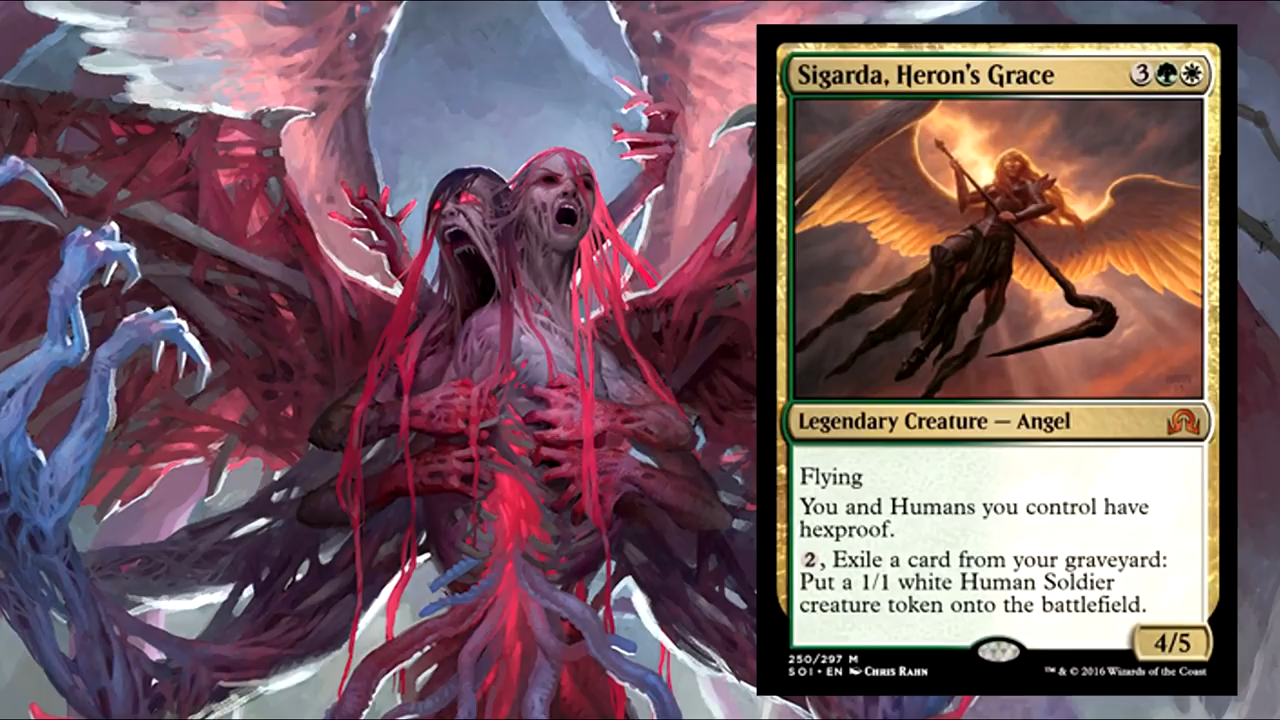 Sigarda, Heron's Grace 3
Legendary Creature — Angel
Flying
You and Humans you control have
hexproof.
2, Exile a card from your graveyard:
Put a 1/1 white Human Soldier
creature token onto the battlefield.
4/5
250/297 M
SOI • EN Chris Rahn
™ & © 2016 Wizards of the Coast